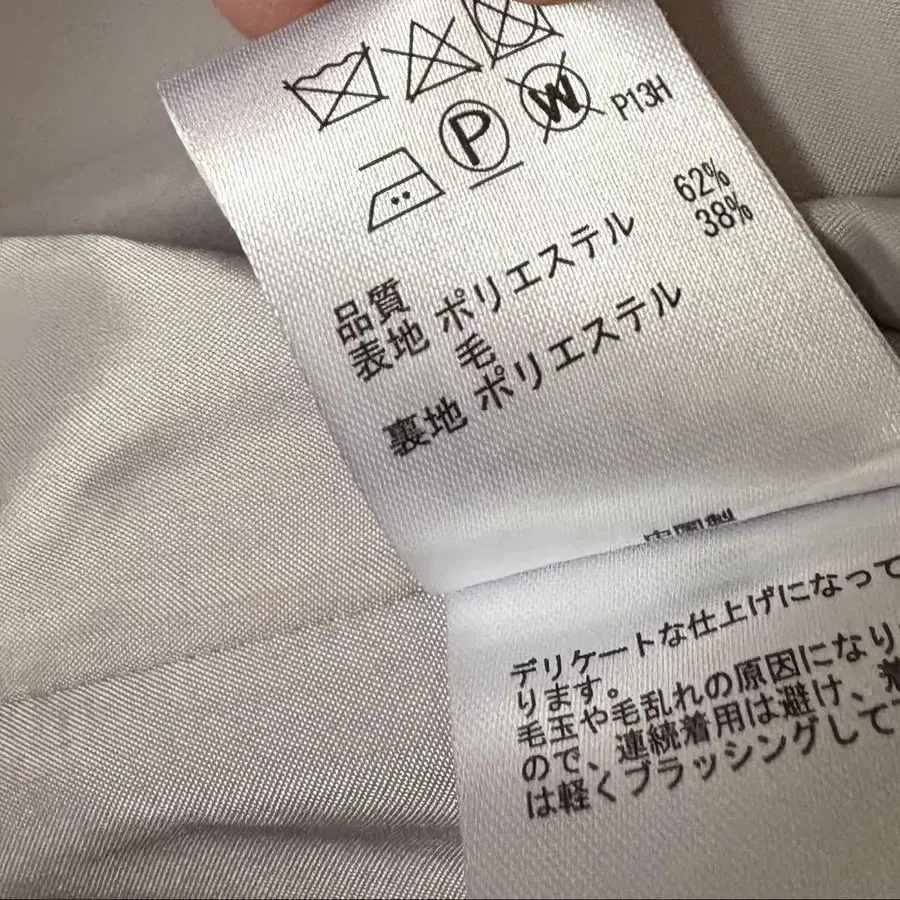 P
W
P13H
品質
表地 ポリエステル 62%
毛 38%
裏地 ポリエステル
デリケートな仕上げになって
ります。
毛玉や毛乱れの原因になり
ので、連続着用は避け、着
は軽くブラッシングして